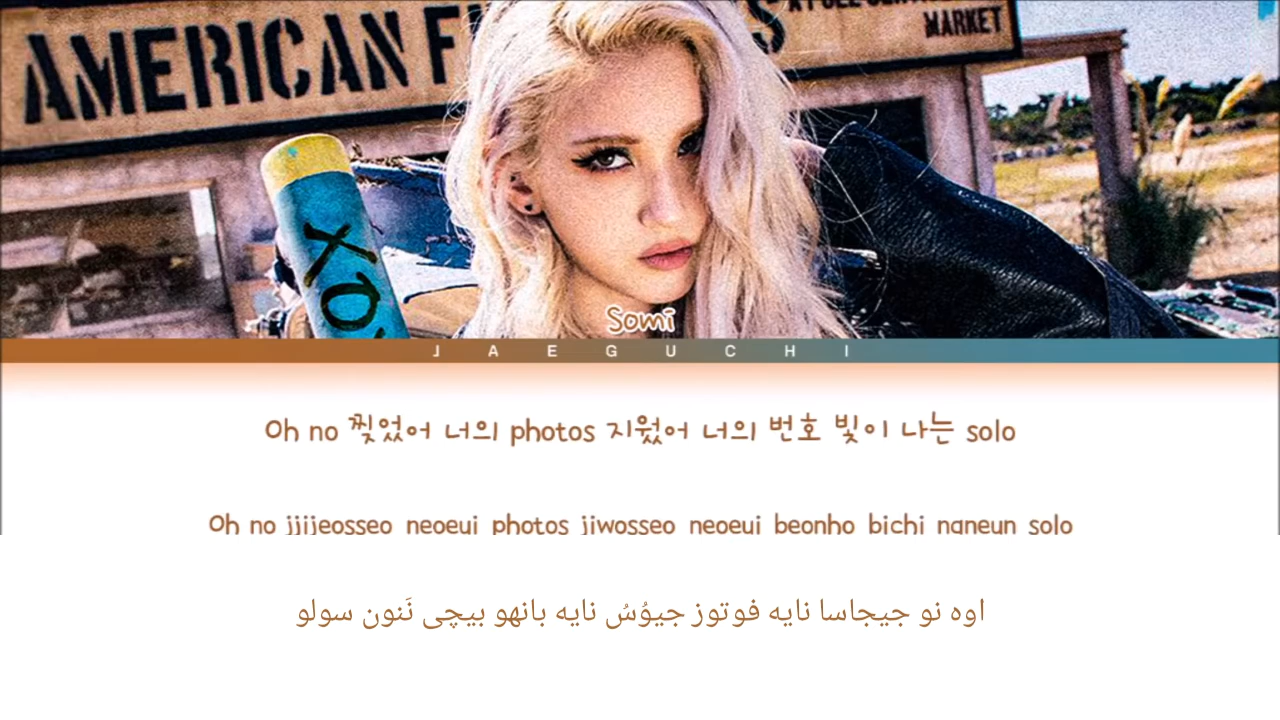 AMERICAN F
S
MARKET
XO
Somi
JAEGUCHI
Oh no 찢었어 너의 photos 지웠어 너의 번호 빛이 나는 solo
Oh no jjijeosseo neoeui photos jiwosseo neoeui beonho bichi naneun solo
اوه نو جیجاسا نایه فوتوز جیوُسُ نایه بانهو بیچی نَنون سولو